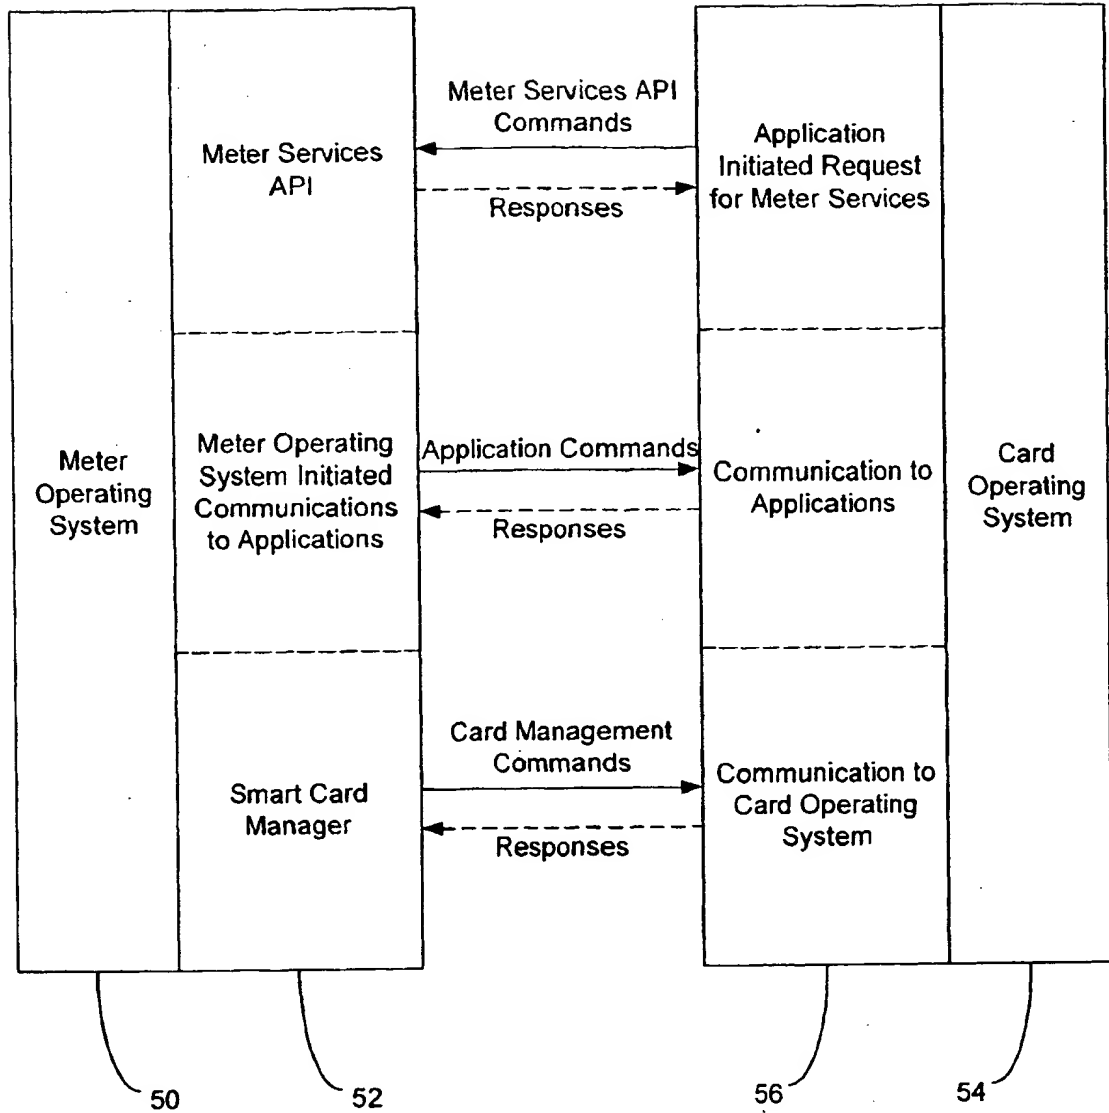 Meter
Operating
System
Meter Services
API
Meter Operating
System Initiated
Communications
to Applications
Smart Card
Manager
Meter Services API
Commands
Responses
Application Commands
Responses
Card Management
Commands
Responses
Application
Initiated Request
for Meter Services
Communication to
Applications
Communication to
Card Operating
System
Card
Operating
System
50
52
56
54